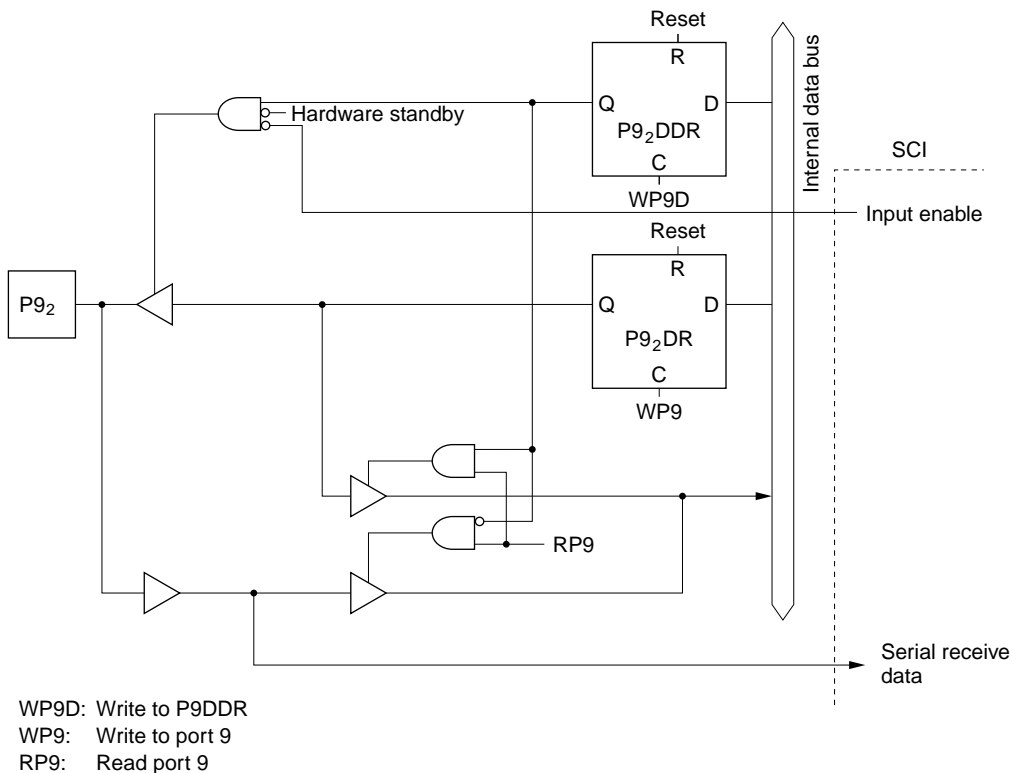 Reset
R
Q
D
P9₂DDR
C
WP9D
Hardware standby
Internal data bus
SCI
Input enable
Reset
R
Q
D
P9₂DR
C
WP9
P9₂
RP9
Serial receive
data
WP9D: Write to P9DDR
WP9: Write to port 9
RP9: Read port 9